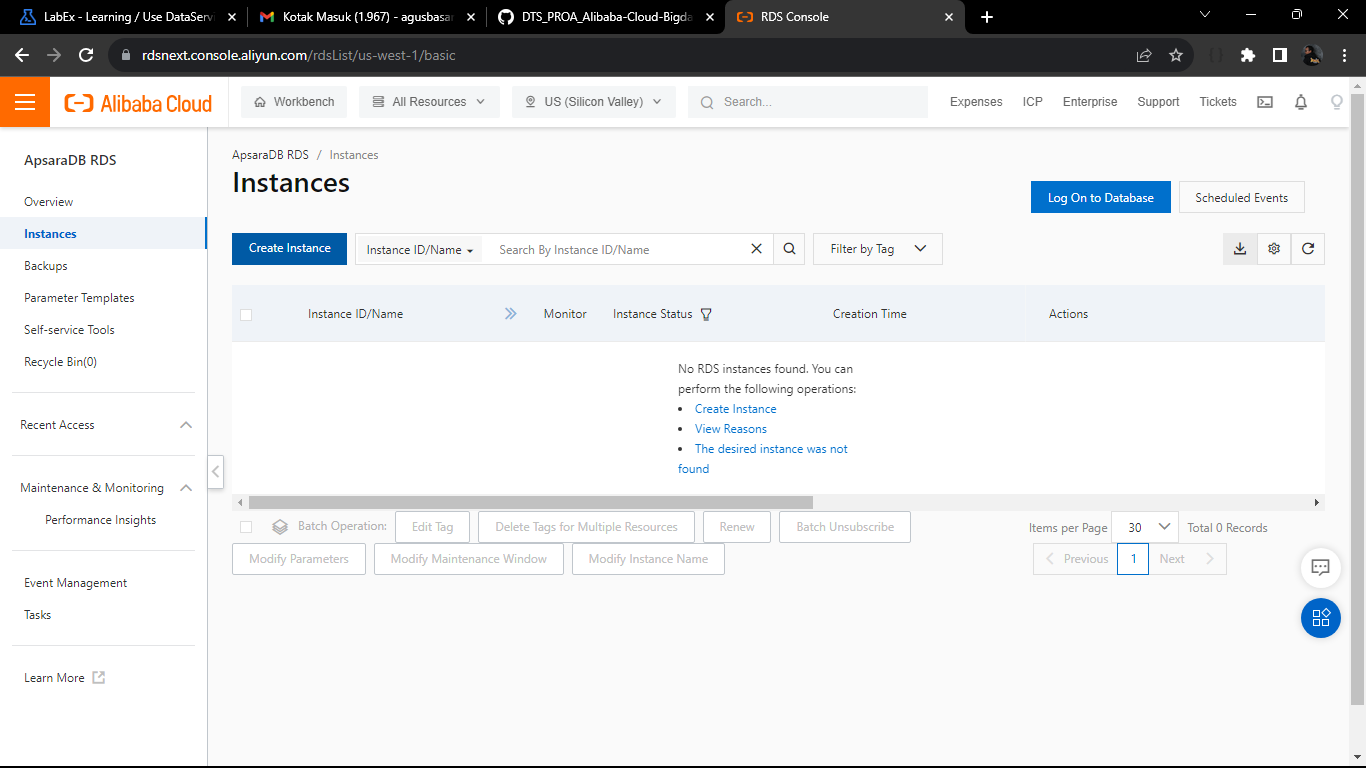 LabEx - Learning / Use DataServi
Kotak Masuk (1.967) - agusbasar
DTS_PROA_Alibaba-Cloud-Bigda
RDS Console
rdsnext.console.aliyun.com/rdsList/us-west-1/basic
Alibaba Cloud
Workbench
All Resources
US (Silicon Valley)
Search...
Expenses
ICP
Enterprise
Support
Tickets
ApsaraDB RDS
Overview
Instances
Backups
Parameter Templates
Self-service Tools
Recycle Bin(0)
Recent Access
Maintenance & Monitoring
Performance Insights
Event Management
Tasks
Learn More
ApsaraDB RDS / Instances
Instances
Log On to Database
Scheduled Events
Create Instance
Instance ID/Name
Search By Instance ID/Name
Filter by Tag
Instance ID/Name
Monitor
Instance Status
Creation Time
Actions
No RDS instances found. You can
perform the following operations:
• Create Instance
• View Reasons
• The desired instance was not
found
Batch Operation:
Edit Tag
Delete Tags for Multiple Resources
Renew
Batch Unsubscribe
Modify Parameters
Modify Maintenance Window
Modify Instance Name
Items per Page
30
Total 0 Records
Previous
1
Next